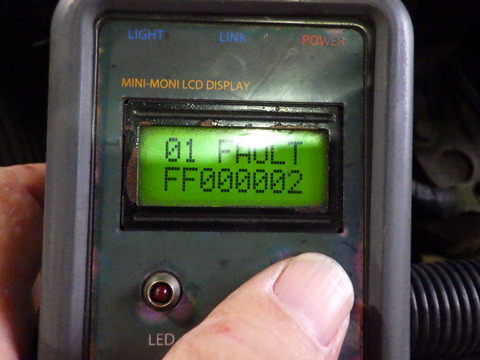 LIGHT LINK POWER
MINI-MONI LCD DISPLAY
01 FAULT
FF000002
LED